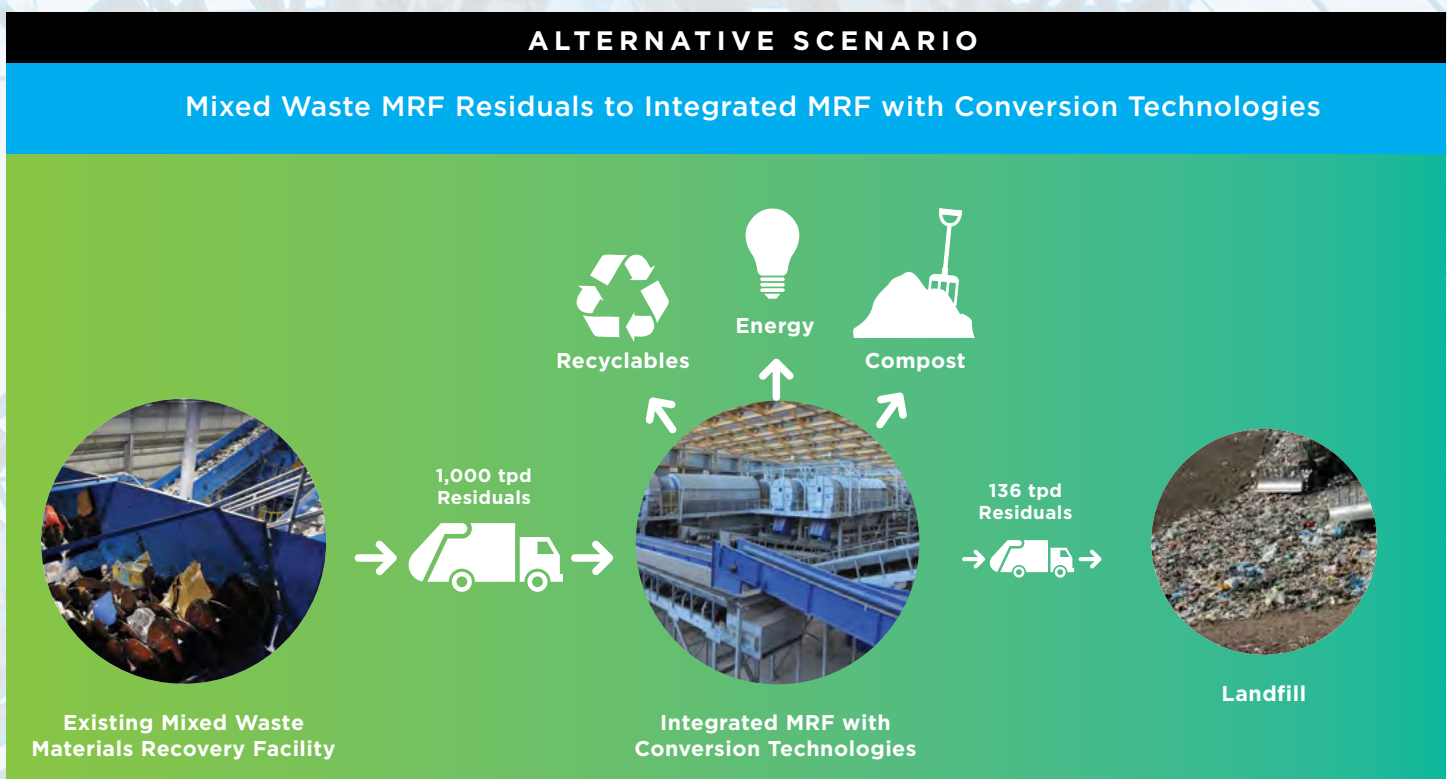 ALTERNATIVE SCENARIO
Mixed Waste MRF Residuals to Integrated MRF with Conversion Technologies
Recyclables
Energy
Compost
1,000 tpd
Residuals
136 tpd
Residuals
Existing Mixed Waste
Materials Recovery Facility
Integrated MRF with
Conversion Technologies
Landfill